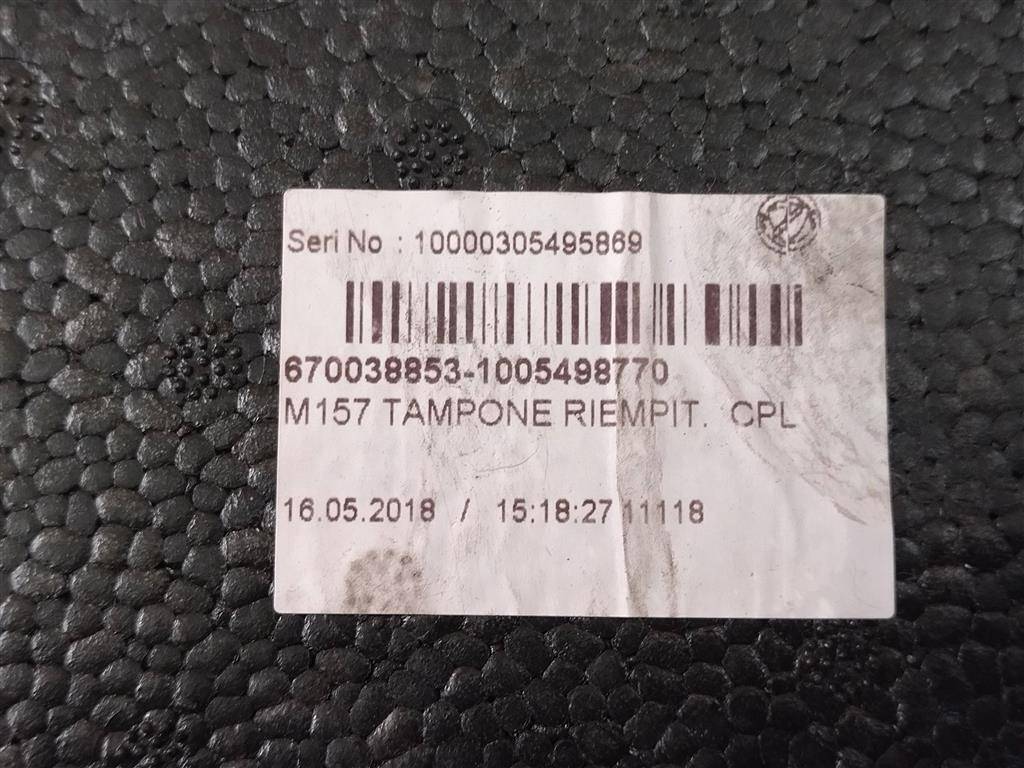 Seri No : 10000305495869
670038853-1005498770
M157 TAMPONE RIEMPIT. CPL
16.05.2018 / 15:18:27 11118